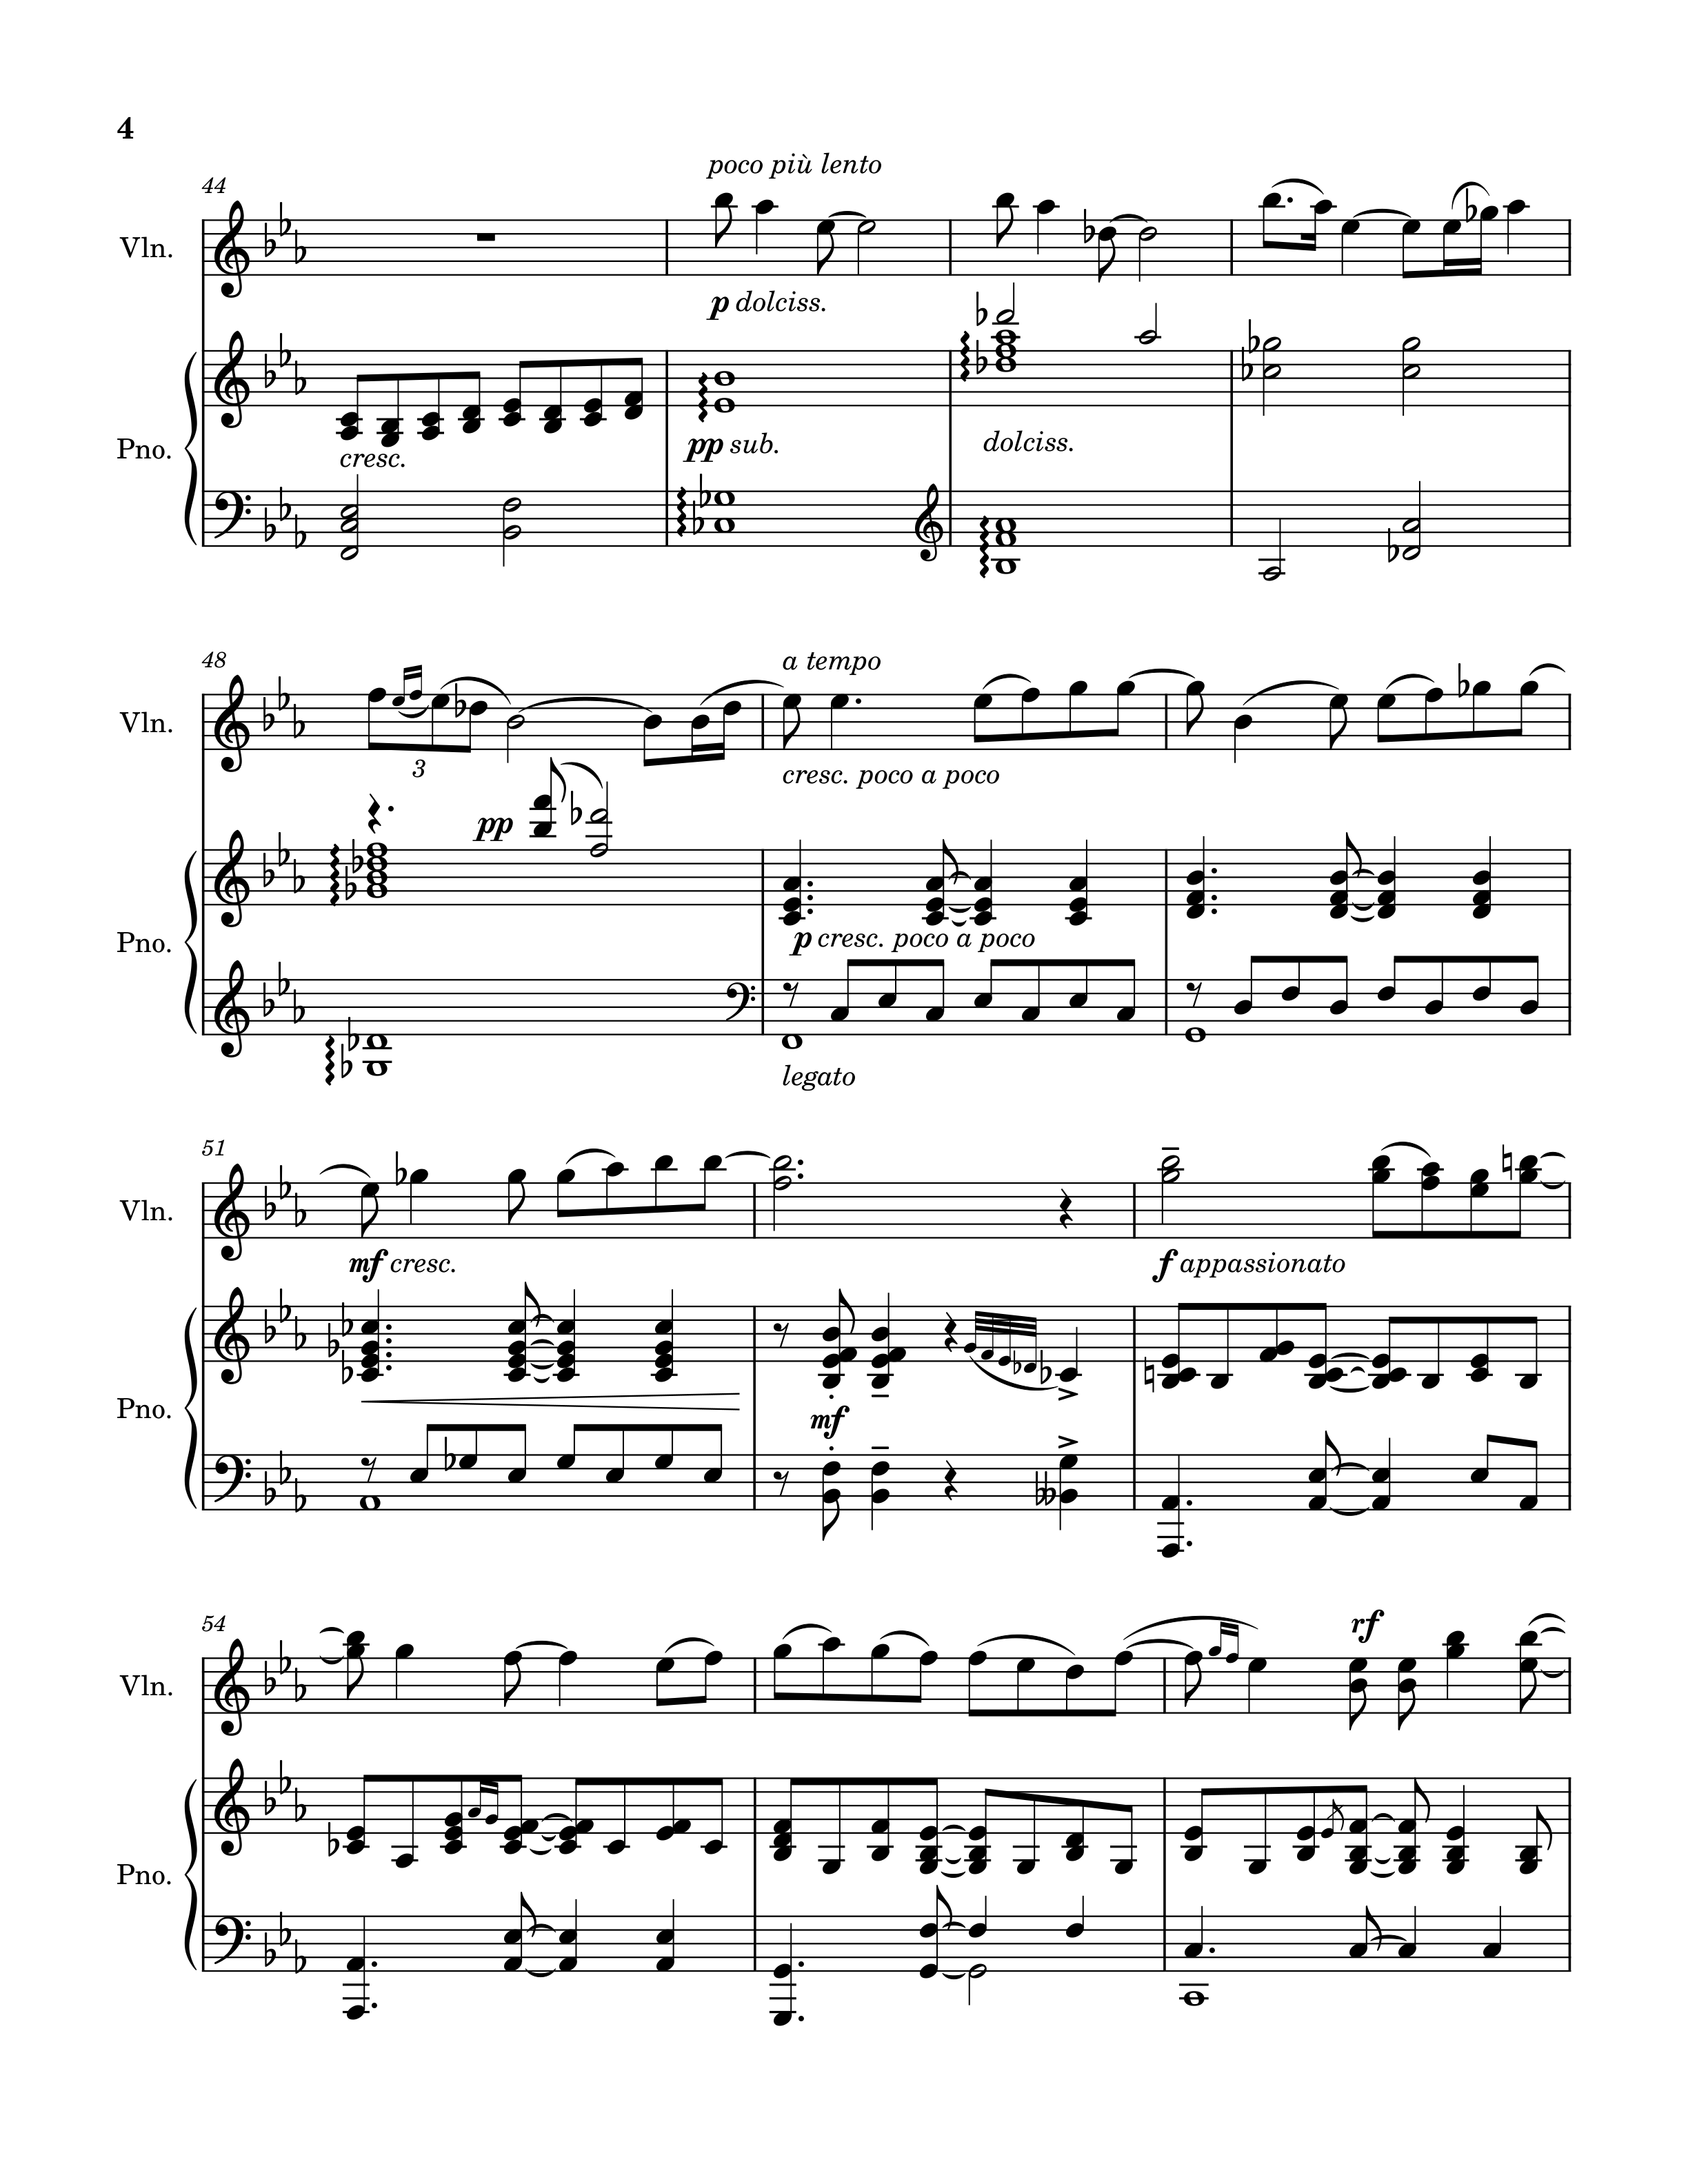 4
poco più lento
44
Vln.
p dolciss.
Pno.
cresc.
pp sub.
dolciss.
48
a tempo
Vln.
3
cresc. poco a poco
pp
Pno.
p cresc. poco a poco
legato
51
Vln.
mf cresc.
f appassionato
Pno.
mf
54
rf
Vln.
Pno.